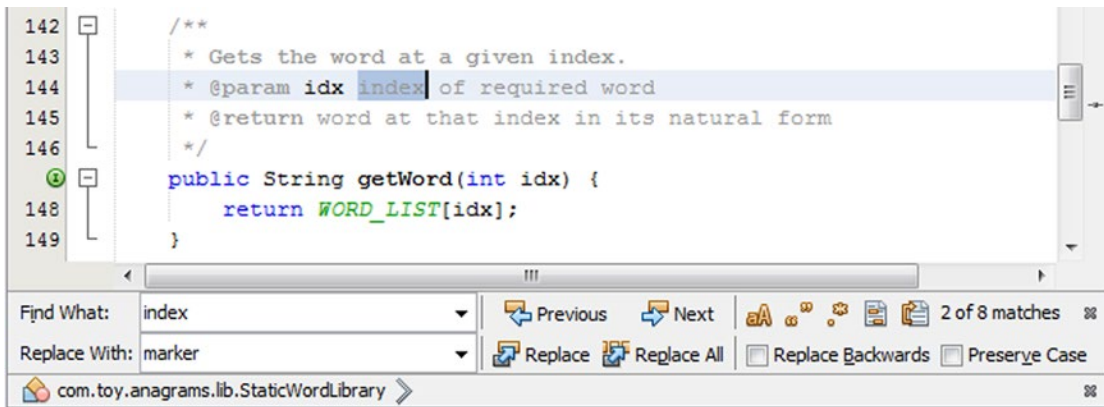 142 /**
143 * Gets the word at a given index.
144 * @param idx index of required word
145 * @return word at that index in its natural form
146 */
public String getWord(int idx) {
148 return WORD_LIST[idx];
149 }
Find What: index Previous Next aA 2 of 8 matches
Replace With: marker Replace Replace All Replace Backwards Preserve Case
com.toy.anagrams.lib.StaticWordLibrary